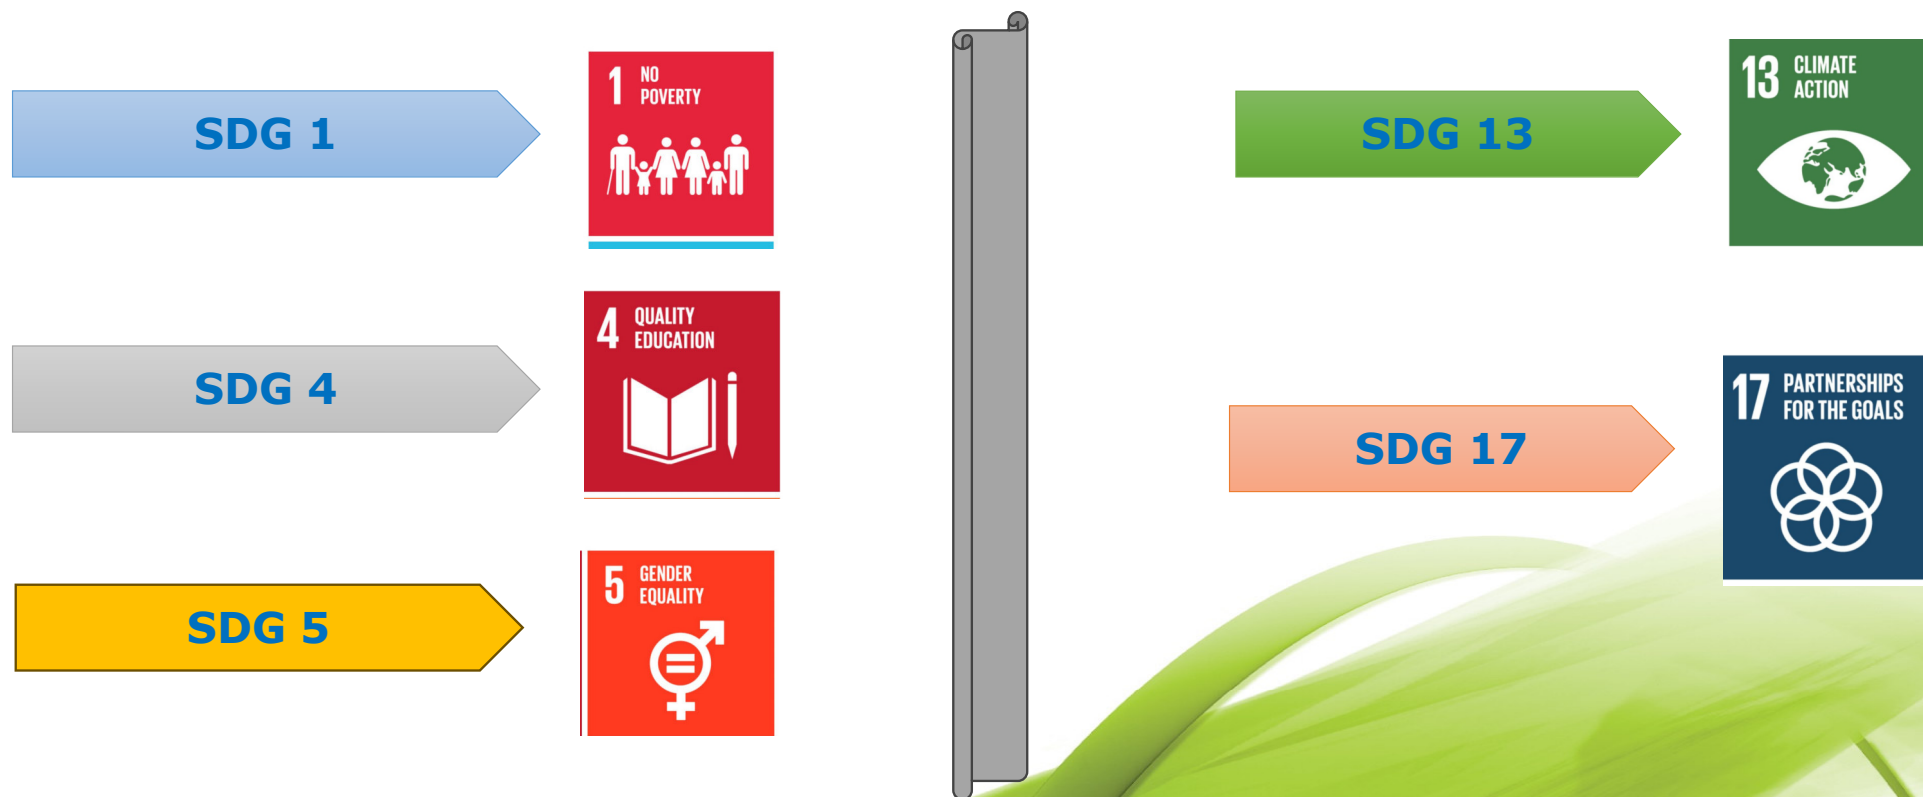 SDG 1
1 NO
POVERTY
SDG 4
4 QUALITY
EDUCATION
SDG 5
5 GENDER
EQUALITY
SDG 13
13 CLIMATE
ACTION
SDG 17
17 PARTNERSHIPS
FOR THE GOALS